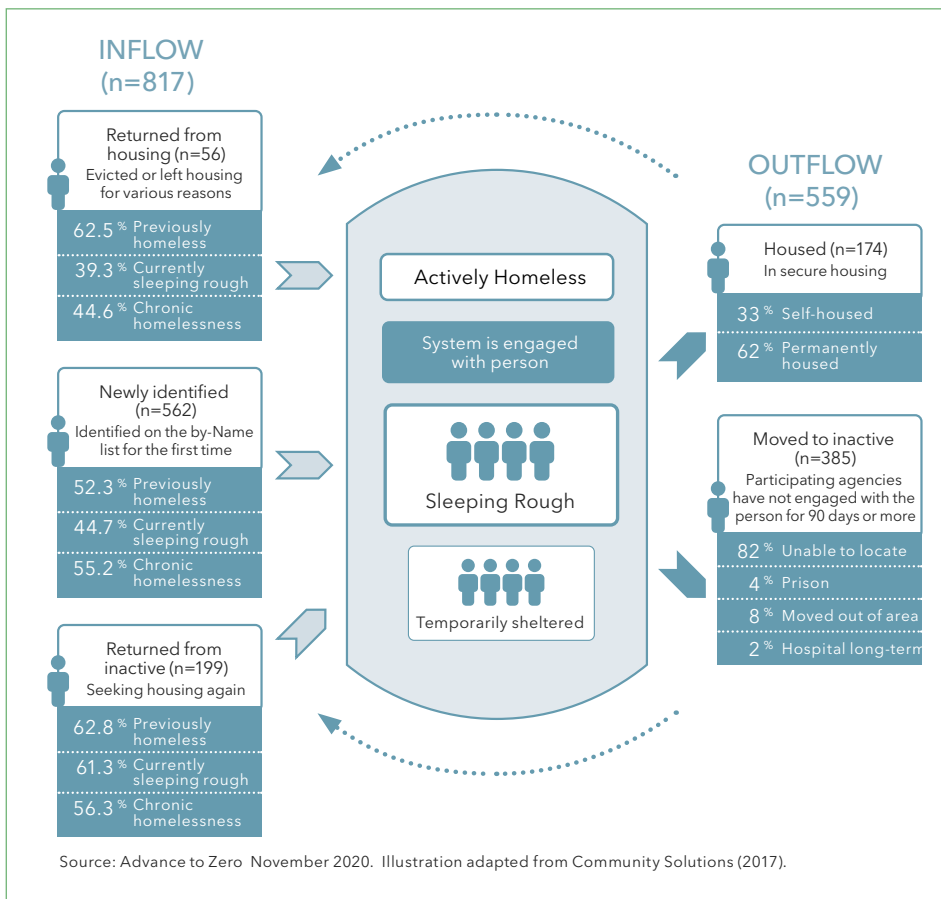 INFLOW
(n=817)
Returned from
housing (n=56)
Evicted or left housing
for various reasons
62.5 % Previously
homeless
39.3 % Currently
sleeping rough
44.6 % Chronic
homelessness
Newly identified
(n=562)
Identified on the by-Name
list for the first time
52.3 % Previously
homeless
44.7 % Currently
sleeping rough
55.2 % Chronic
homelessness
Returned from
inactive (n=199)
Seeking housing again
62.8 % Previously
homeless
61.3 % Currently
sleeping rough
56.3 % Chronic
homelessness
Actively Homeless
System is engaged
with person
Sleeping Rough
Temporarily sheltered
OUTFLOW
(n=559)
Housed (n=174)
In secure housing
33 % Self-housed
62 % Permanently
housed
Moved to inactive
(n=385)
Participating agencies
have not engaged with the
person for 90 days or more
82 % Unable to locate
4 % Prison
8 % Moved out of area
2 % Hospital long-term
Source: Advance to Zero November 2020. Illustration adapted from Community Solutions (2017).